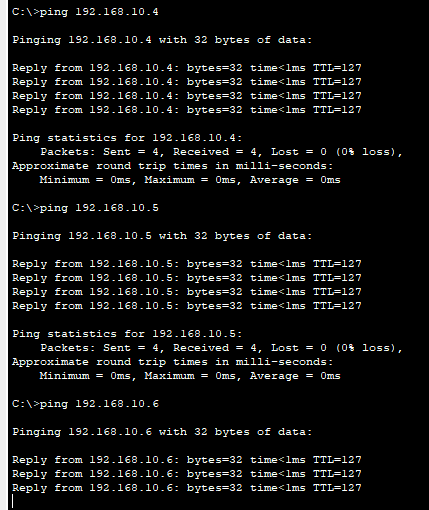 C:\>ping 192.168.10.4
Pinging 192.168.10.4 with 32 bytes of data:
Reply from 192.168.10.4: bytes=32 time<1ms TTL=127
Reply from 192.168.10.4: bytes=32 time<1ms TTL=127
Reply from 192.168.10.4: bytes=32 time<1ms TTL=127
Reply from 192.168.10.4: bytes=32 time<1ms TTL=127
Ping statistics for 192.168.10.4:
Packets: Sent = 4, Received = 4, Lost = 0 (0% loss),
Approximate round trip times in milli-seconds:
Minimum = 0ms, Maximum = 0ms, Average = 0ms
C:\>ping 192.168.10.5
Pinging 192.168.10.5 with 32 bytes of data:
Reply from 192.168.10.5: bytes=32 time<1ms TTL=127
Reply from 192.168.10.5: bytes=32 time<1ms TTL=127
Reply from 192.168.10.5: bytes=32 time<1ms TTL=127
Reply from 192.168.10.5: bytes=32 time<1ms TTL=127
Ping statistics for 192.168.10.5:
Packets: Sent = 4, Received = 4, Lost = 0 (0% loss),
Approximate round trip times in milli-seconds:
Minimum = 0ms, Maximum = 0ms, Average = 0ms
C:\>ping 192.168.10.6
Pinging 192.168.10.6 with 32 bytes of data:
Reply from 192.168.10.6: bytes=32 time<1ms TTL=127
Reply from 192.168.10.6: bytes=32 time<1ms TTL=127
Reply from 192.168.10.6: bytes=32 time<1ms TTL=127